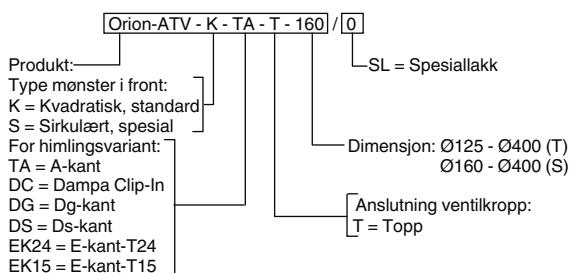 Orion-ATV - K - TA - T - 160 / 0
Produkt:
SL = Spesiallakk
Type mønster i front:
K = Kvadratisk, standard
S = Sirkulært, spesial
For himlingsvariant:
TA = A-kant
DC = Dampa Clip-In
DG = Dg-kant
DS = Ds-kant
EK24 = E-kant-T24
EK15 = E-kant-T15
Dimensjon: Ø125 - Ø400 (T)
Ø160 - Ø400 (S)
Anslutning ventilkropp:
T = Topp